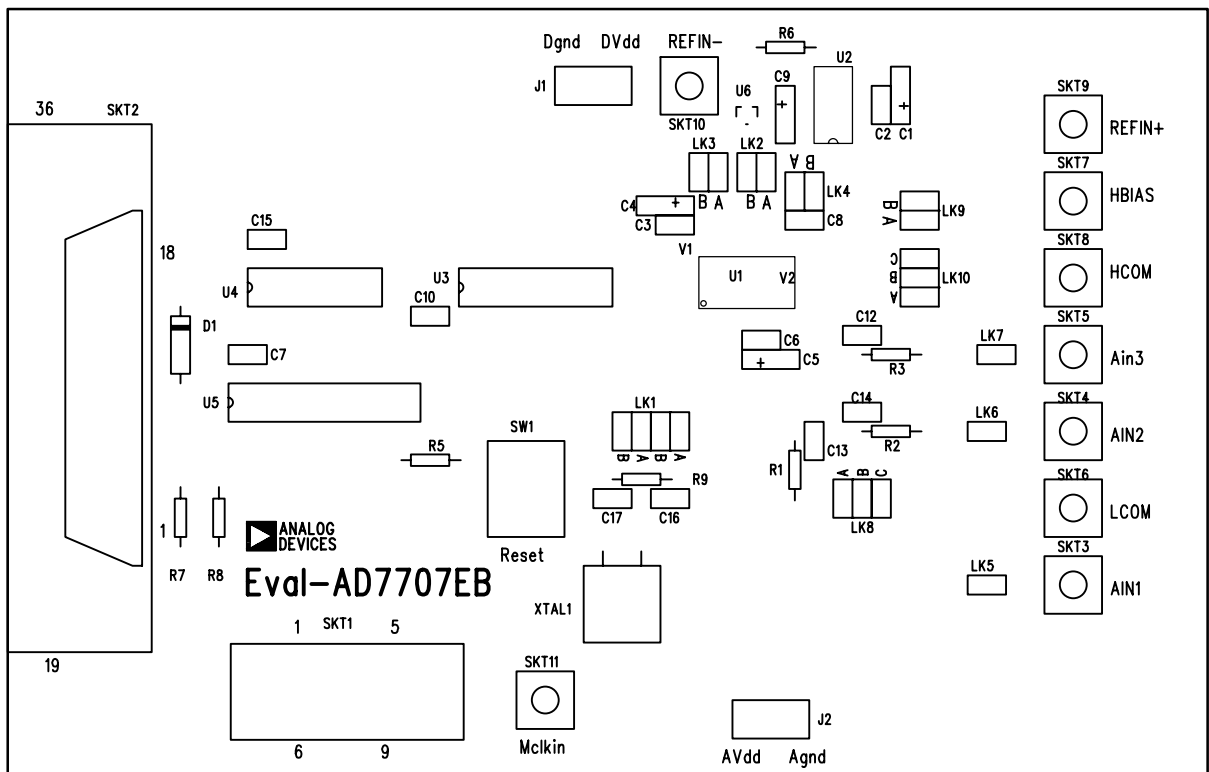 Dgnd DVdd REFIN-
R6
U2
J1
C9
U6
SKT10
C2 C1
36 SKT2
SKT9
REFIN+
LK3 LK2
A B
B A
B A
LK4
C8
SKT7
HBIAS
B A
LK9
C4
C3
V1
C15
18
SKT8
HCOM
C B A
LK10
U4
U3
U1 V2
C10
D1
C7
C6
C5
C12
R3
LK7
SKT5
Ain3
U5
LK1
B A B A
C14
R2
LK6
SKT4
AIN2
SW1
R5
R9
R1
C13
A B C
LK8
SKT6
LCOM
C17 C16
1
ANALOG
DEVICES
Reset
R7 R8
Eval-AD7707EB
LK5
SKT3
AIN1
XTAL1
1 SKT1 5
19
SKT11
J2
6 9
Mclkin
AVdd Agnd